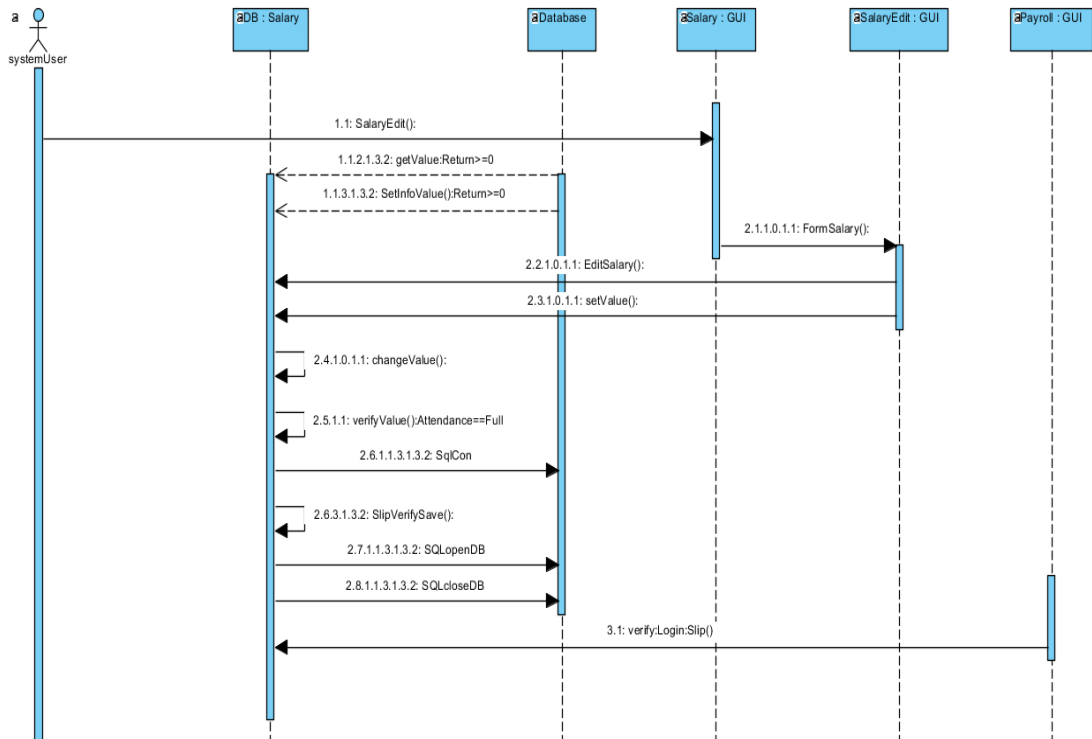 a
systemUser
aDB : Salary
aDatabase
aSalary : GUI
aSalaryEdit : GUI
aPayroll : GUI
1.1: SalaryEdit():
1.1.2.1.3.2: getValue:Return>=0
1.1.3.1.3.2: SetInfoValue():Return>=0
2.1.1.0.1.1: FormSalary():
2.2.1.0.1.1: EditSalary():
2.3.1.0.1.1: setValue():
2.4.1.0.1.1: changeValue():
2.5.1.1: verifyValue():Attendance==Full
2.6.1.1.3.1.3.2: SqlCon
2.6.3.1.3.2: SlipVerifySave():
2.7.1.1.3.1.3.2: SQLopenDB
2.8.1.1.3.1.3.2: SQLcloseDB
3.1: verify:Login:Slip()